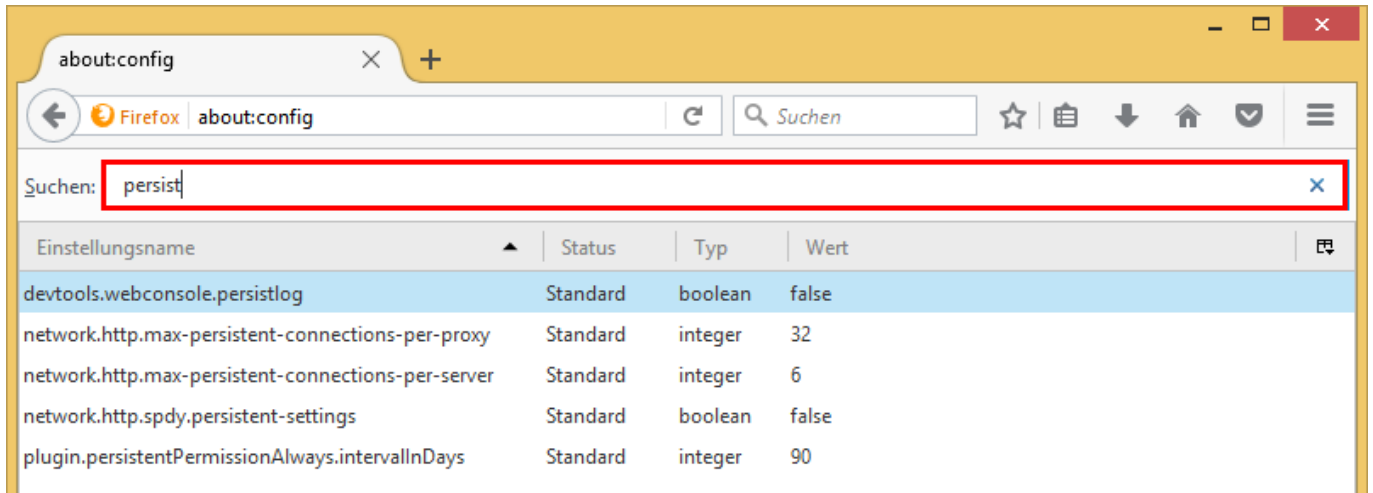 about:config
Firefox about:config Suchen
Suchen: persist
Einstellungsname Status Typ Wert
devtools.webconsole.persistlog Standard boolean false
network.http.max-persistent-connections-per-proxy Standard integer 32
network.http.max-persistent-connections-per-server Standard integer 6
network.http.spdy.persistent-settings Standard boolean false
plugin.persistentPermissionAlways.intervalInDays Standard integer 90